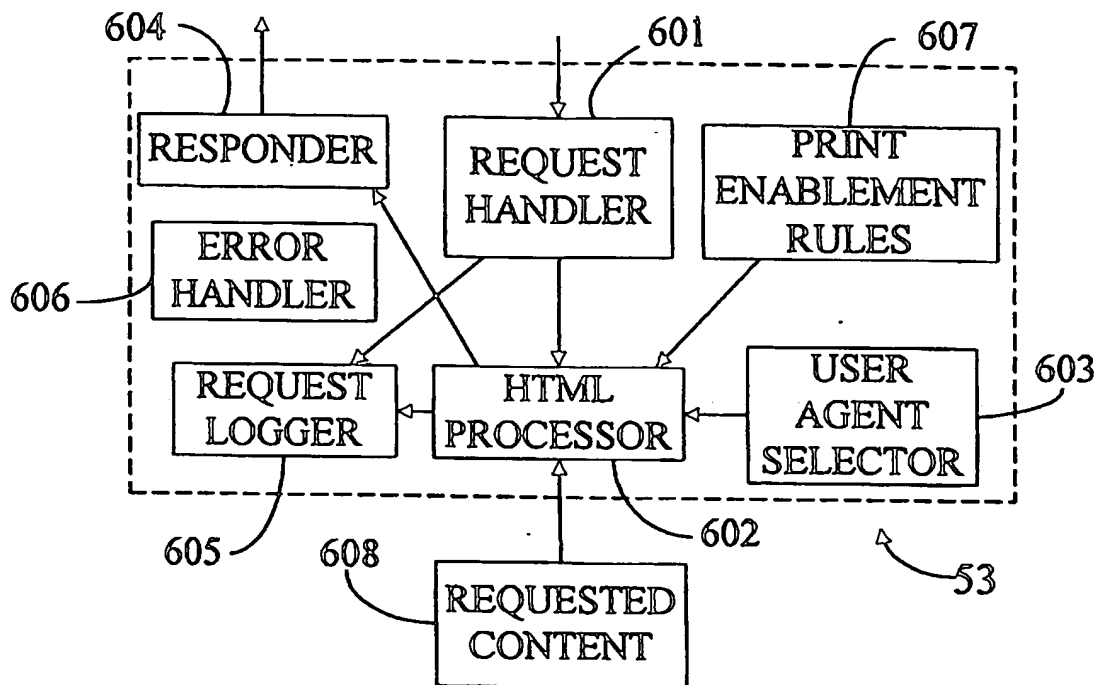 604
601
607
RESPONDER
REQUEST
HANDLER
PRINT
ENABLEMENT
RULES
ERROR
HANDLER
606
REQUEST
LOGGER
HTML
PROCESSOR
USER
AGENT
SELECTOR
603
605
608
602
53
REQUESTED
CONTENT